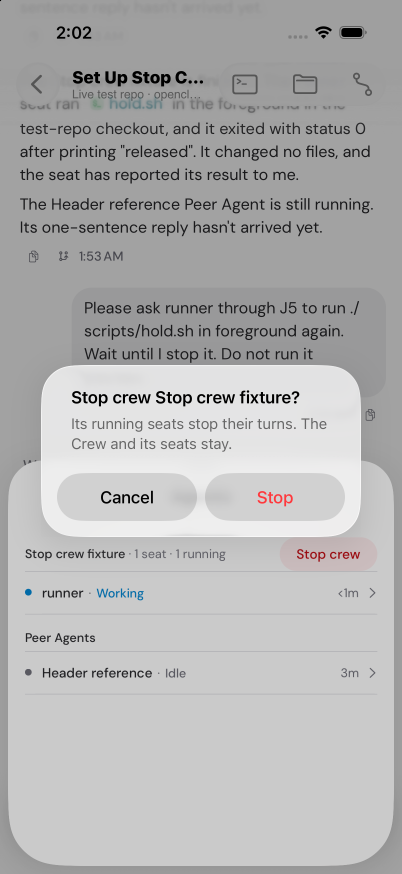 2:02
Set Up Stop C...
Live test repo · opencl...
seat ran hold.sh in the foreground in the
test-repo checkout, and it exited with status 0
after printing "released". It changed no files, and
the seat has reported its result to me.
The Header reference Peer Agent is still running.
Its one-sentence reply hasn't arrived yet.
1:53 AM
Please ask runner through J5 to run ./
scripts/hold.sh in foreground again.
Wait until I stop it. Do not run it
Stop crew Stop crew fixture?
Its running seats stop their turns. The
Crew and its seats stay.
Cancel
Stop
Stop crew fixture · 1 seat · 1 running
Stop crew
runner · Working
<1m
Peer Agents
Header reference · Idle
3m